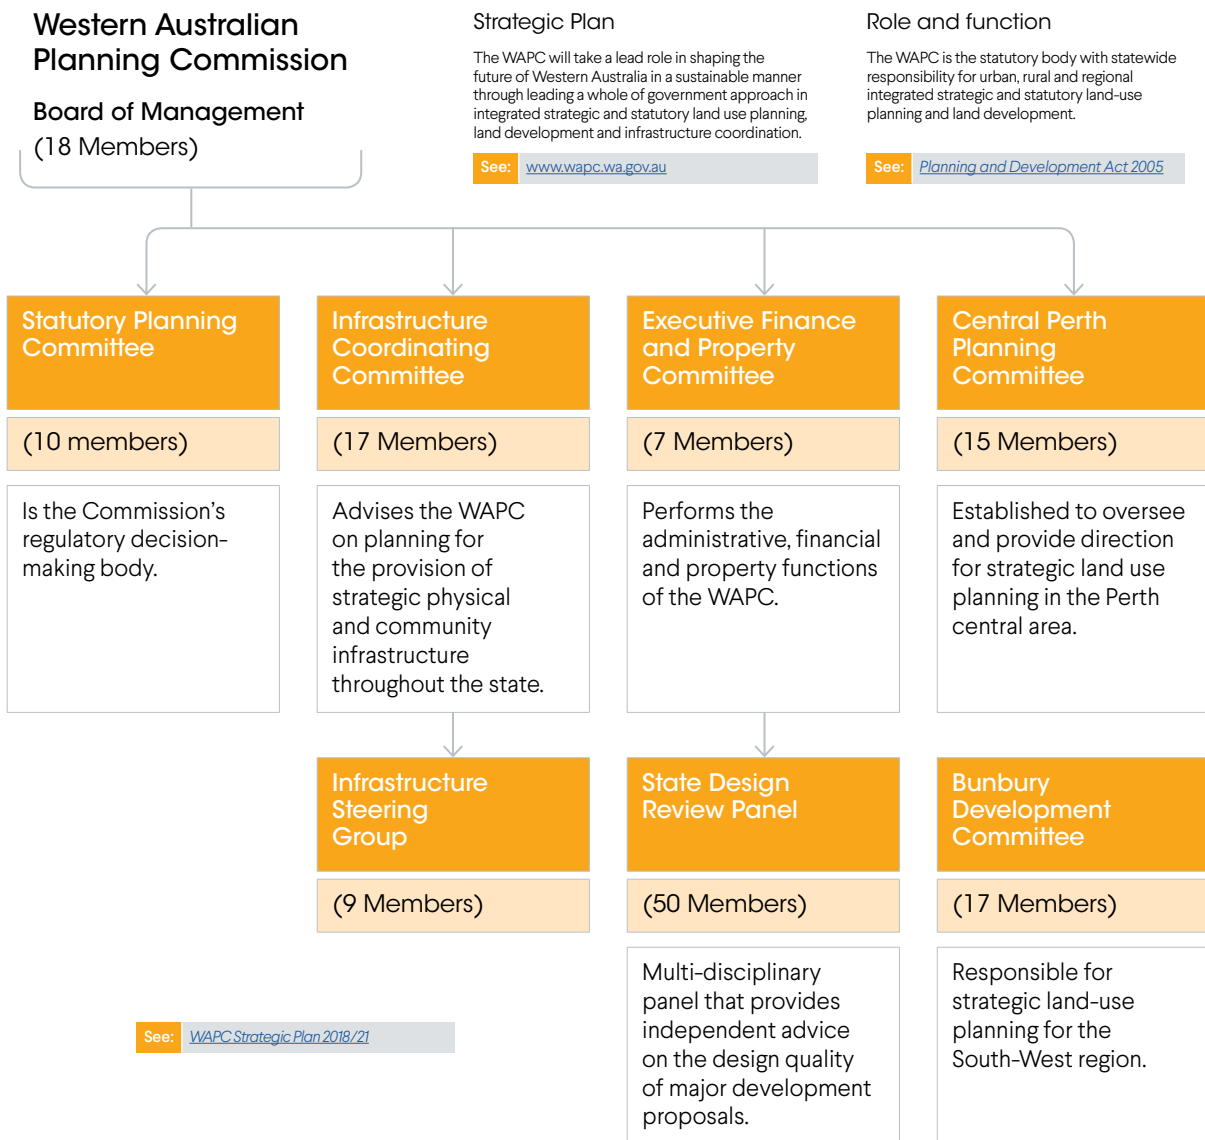 Western Australian
Planning Commission
Board of Management
(18 Members)
Strategic Plan
The WAPC will take a lead role in shaping the
future of Western Australia in a sustainable manner
through leading a whole of government approach in
integrated strategic and statutory land use planning,
land development and infrastructure coordination.
See: www.wapc.wa.gov.au
Role and function
The WAPC is the statutory body with statewide
responsibility for urban, rural and regional
integrated strategic and statutory land-use
planning and land development.
See: Planning and Development Act 2005
Statutory Planning
Committee
(10 members)
Is the Commission's
regulatory decision-
making body.
Infrastructure
Coordinating
Committee
(17 Members)
Advises the WAPC
on planning for
the provision of
strategic physical
and community
infrastructure
throughout the state.
Executive Finance
and Property
Committee
(7 Members)
Performs the
administrative, financial
and property functions
of the WAPC.
Central Perth
Planning
Committee
(15 Members)
Established to oversee
and provide direction
for strategic land use
planning in the Perth
central area.
Infrastructure
Steering
Group
(9 Members)
State Design
Review Panel
(50 Members)
Multi-disciplinary
panel that provides
independent advice
on the design quality
of major development
proposals.
Bunbury
Development
Committee
(17 Members)
Responsible for
strategic land-use
planning for the
South-West region.
See: WAPC Strategic Plan 2018/21